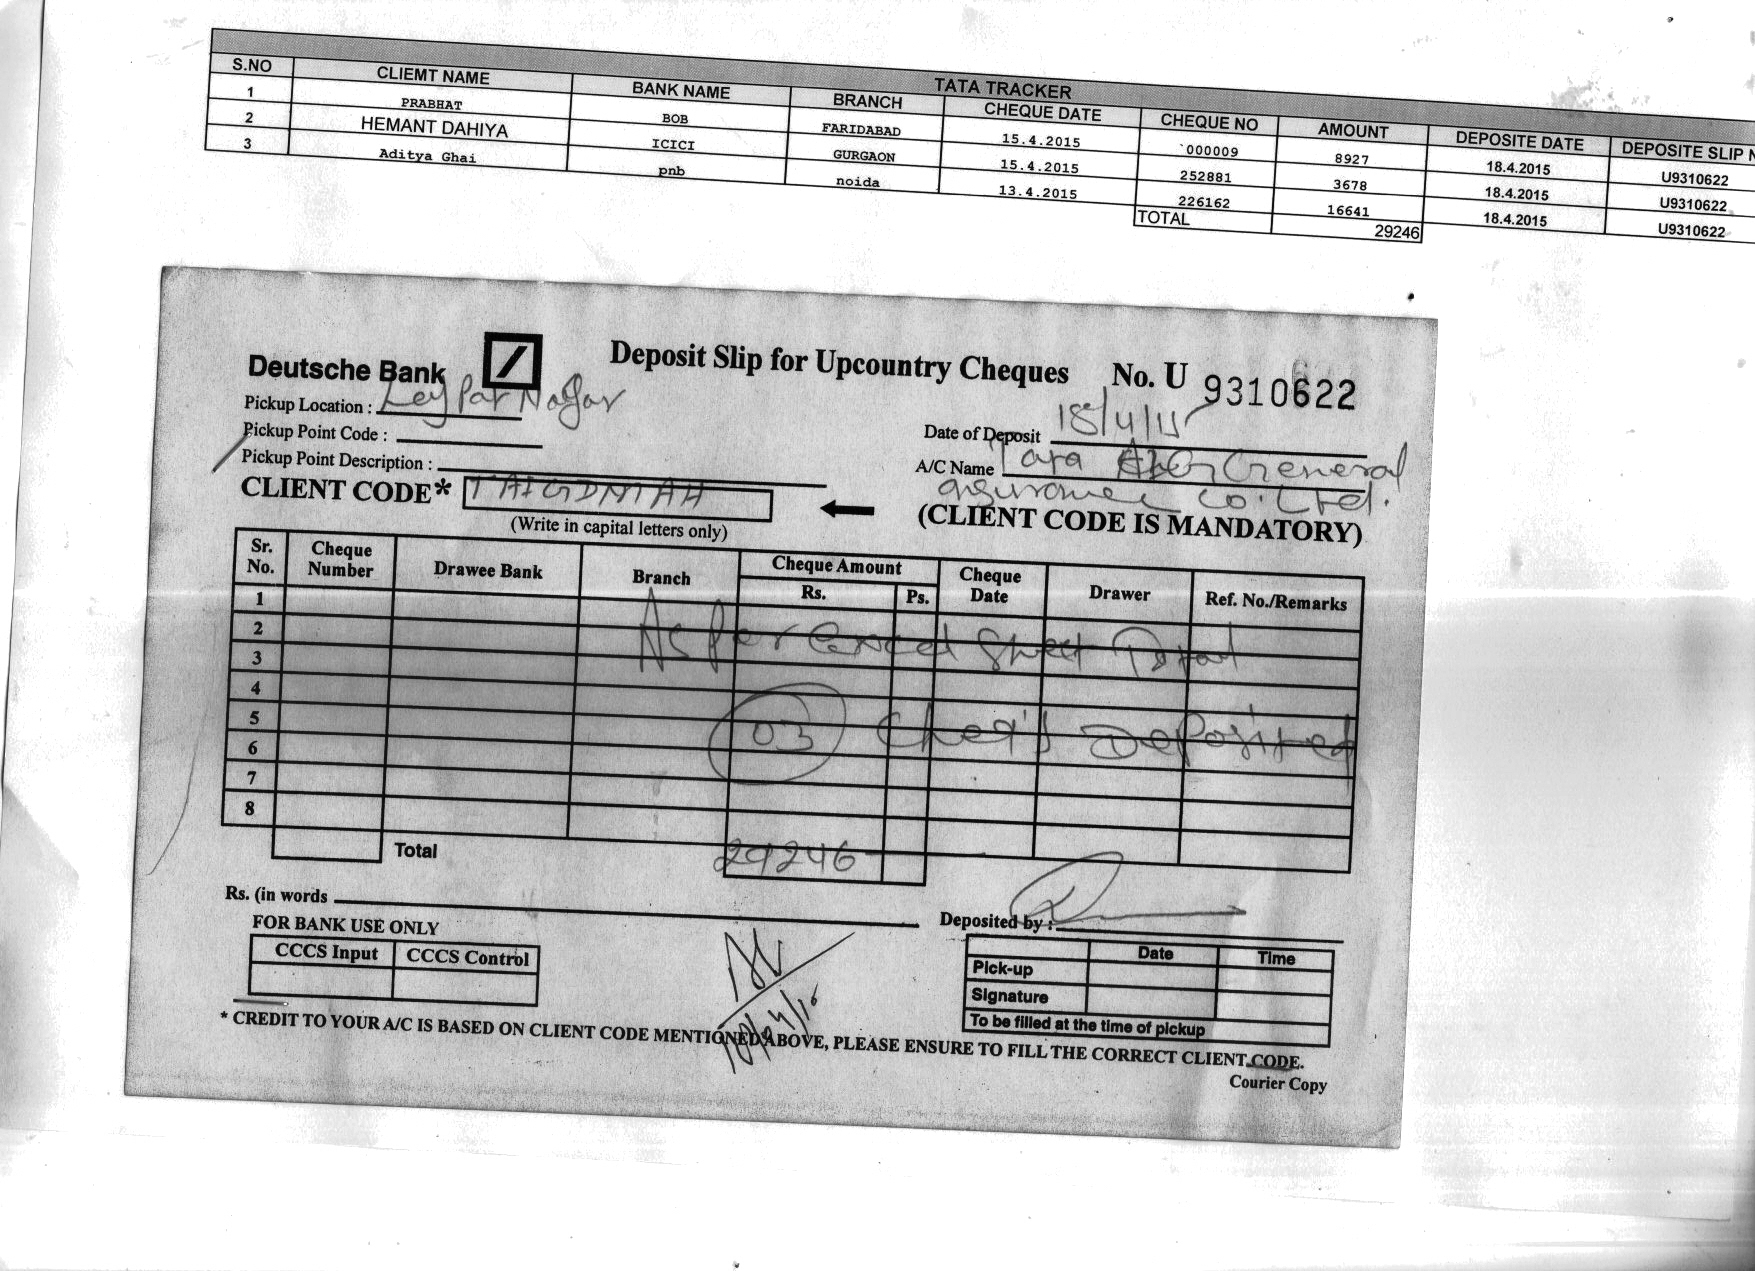 TATA TRACKER
S.NO CLIEMT NAME BANK NAME BRANCH CHEQUE DATE CHEQUE NO AMOUNT DEPOSITE DATE DEPOSITE SLIP N
1 PRABHAT BOB FARIDABAD 15.4.2015 `000009 8927 18.4.2015 U9310622
2 HEMANT DAHIYA ICICI GURGAON 15.4.2015 252881 3678 18.4.2015 U9310622
3 Aditya Ghai pnb noida 13.4.2015 226162 16641 18.4.2015 U9310622
TOTAL 29246
Deutsche Bank Deposit Slip for Upcountry Cheques No. U 9310622
Pickup Location : Nagar
Pickup Point Code : Date of Deposit 18/4/15
Pickup Point Description : A/C Name Tata General
insurance Co. Ltd.
CLIENT CODE*
(CLIENT CODE IS MANDATORY)
(Write in capital letters only)
Sr. No. Cheque Number Drawee Bank Branch Cheque Amount Rs. Ps. Cheque Date Drawer Ref. No./Remarks
1
2 As per Excel Sheet Total
3
4
5 03 Cheq's Deposited
6
7
8
Total 29246
Rs. (in words
Deposited by :
FOR BANK USE ONLY
CCCS Input CCCS Control
Date Time
Pick-up
Signature
To be filled at the time of pickup
18/04/15
* CREDIT TO YOUR A/C IS BASED ON CLIENT CODE MENTIONED ABOVE, PLEASE ENSURE TO FILL THE CORRECT CLIENT CODE.
Courier Copy